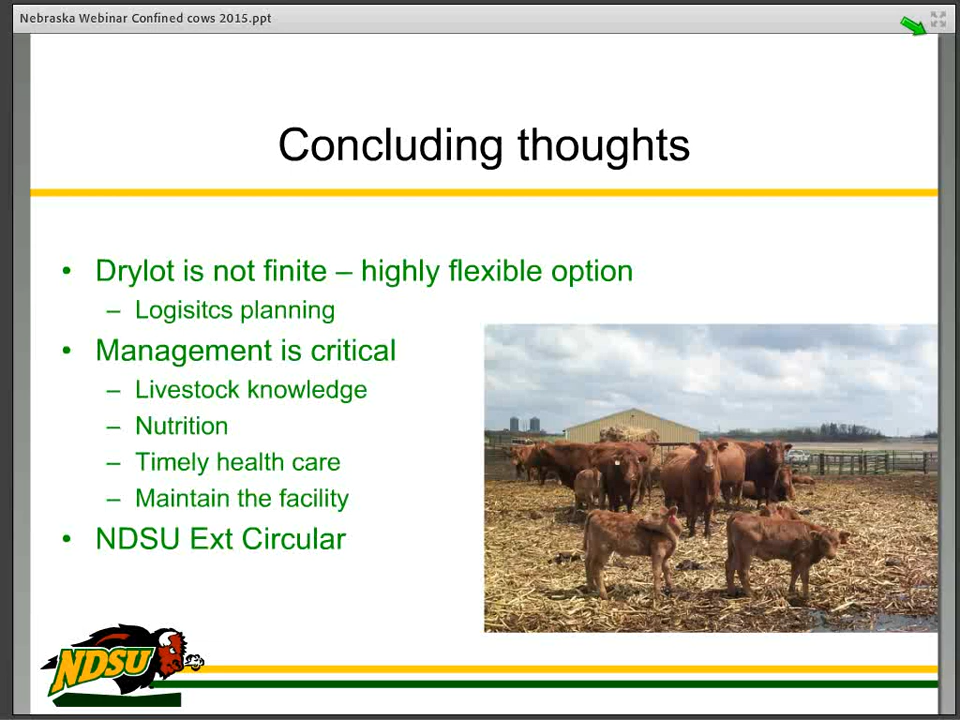 Nebraska Webinar Confined cows 2015.ppt
Concluding thoughts
• Drylot is not finite – highly flexible option
– Logisitcs planning
• Management is critical
– Livestock knowledge
– Nutrition
– Timely health care
– Maintain the facility
• NDSU Ext Circular
NDSU